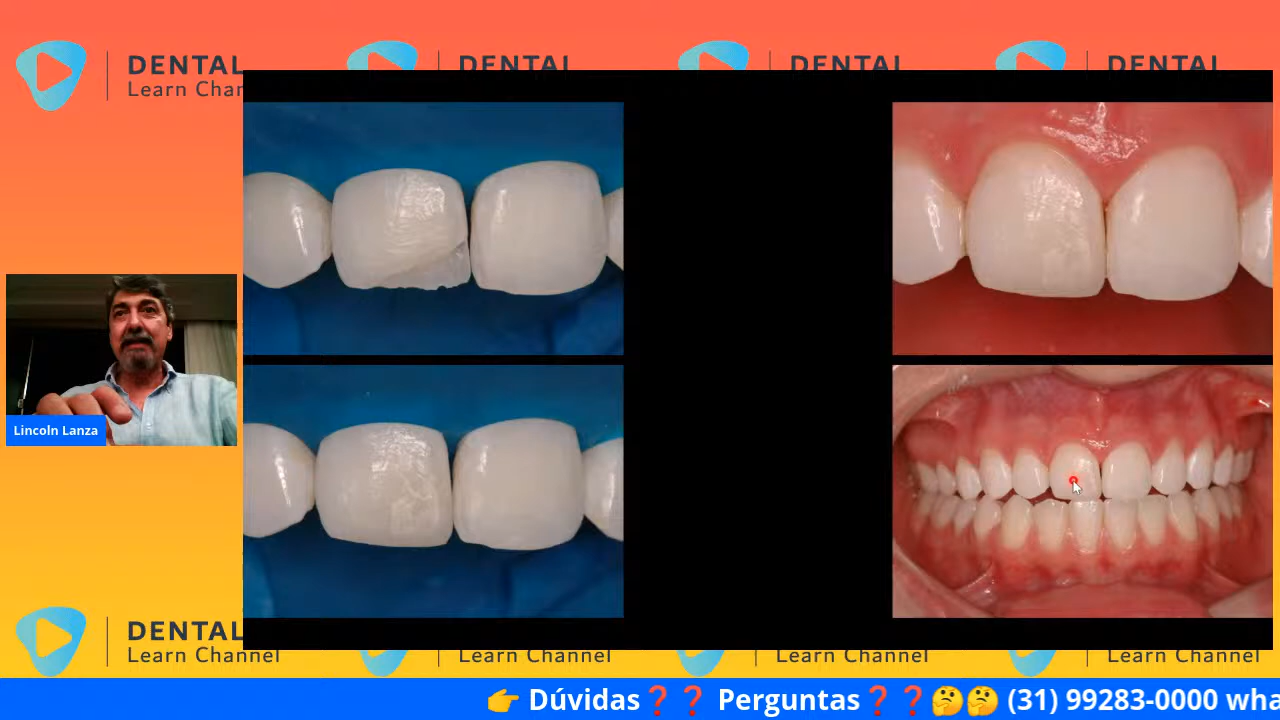 DENTAL
Learn Chan
DENTAL
DENTAL
DENTAL
Lincoln Lanza
DENTAL
Learn Channel
Learn Channel
Learn Channel
Learn Channel
👉 Dúvidas❓❓ Perguntas❓❓🤔🤔 (31) 99283-0000 wha